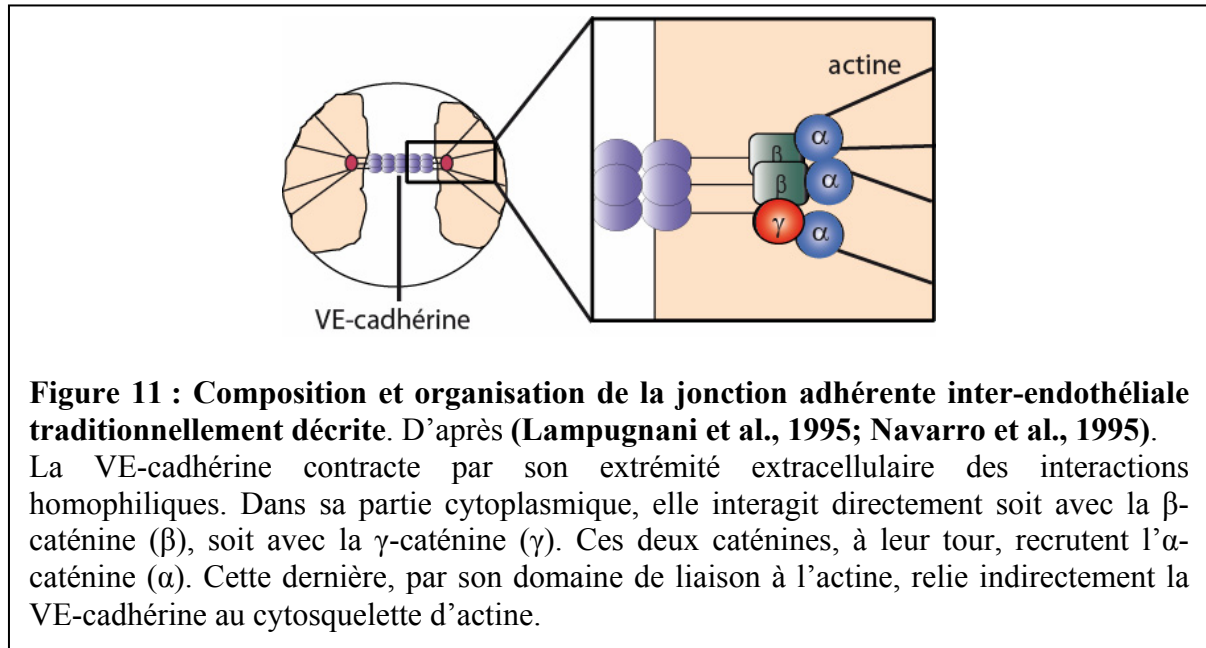 actine
α
β
β
α
γ
α
VE-cadhérine
Figure 11 : Composition et organisation de la jonction adhérente inter-endothéliale
traditionnellement décrite. D’après (Lampugnani et al., 1995; Navarro et al., 1995).
La VE-cadhérine contracte par son extrémité extracellulaire des interactions
homophiliques. Dans sa partie cytoplasmique, elle interagit directement soit avec la β-
caténine (β), soit avec la γ-caténine (γ). Ces deux caténines, à leur tour, recrutent l’α-
caténine (α). Cette dernière, par son domaine de liaison à l’actine, relie indirectement la
VE-cadhérine au cytosquelette d’actine.